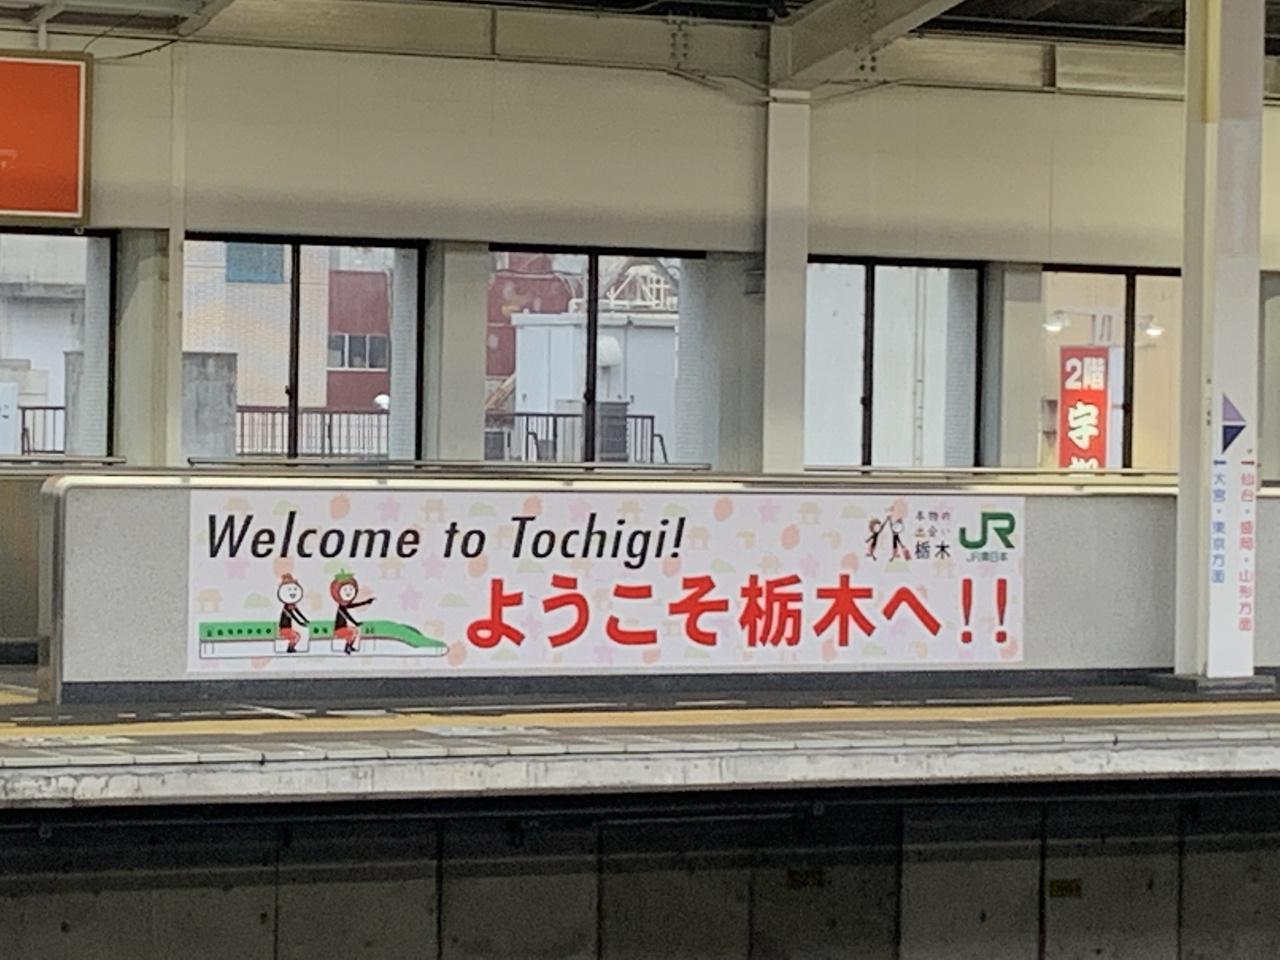 Welcome to Tochigi!
ようこそ栃木へ!!
本物の
出会い
栃木
JR
JR東日本
2階
宇
大宮・東京方面
仙台・盛岡・山形方面